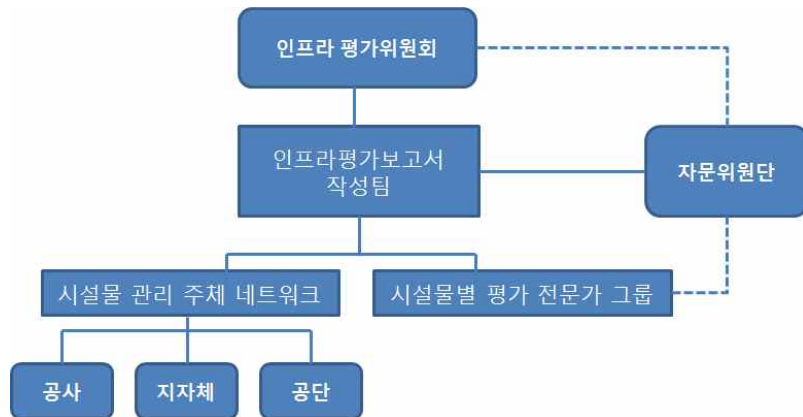 인프라 평가위원회
인프라평가보고서
작성팀
자문위원단
시설물 관리 주체 네트워크
시설물별 평가 전문가 그룹
공사
지자체
공단